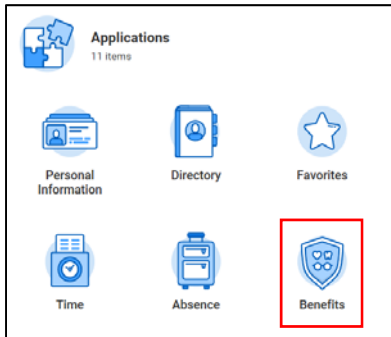 Applications
11 items
Personal
Information
Directory
Favorites
Time
Absence
Benefits